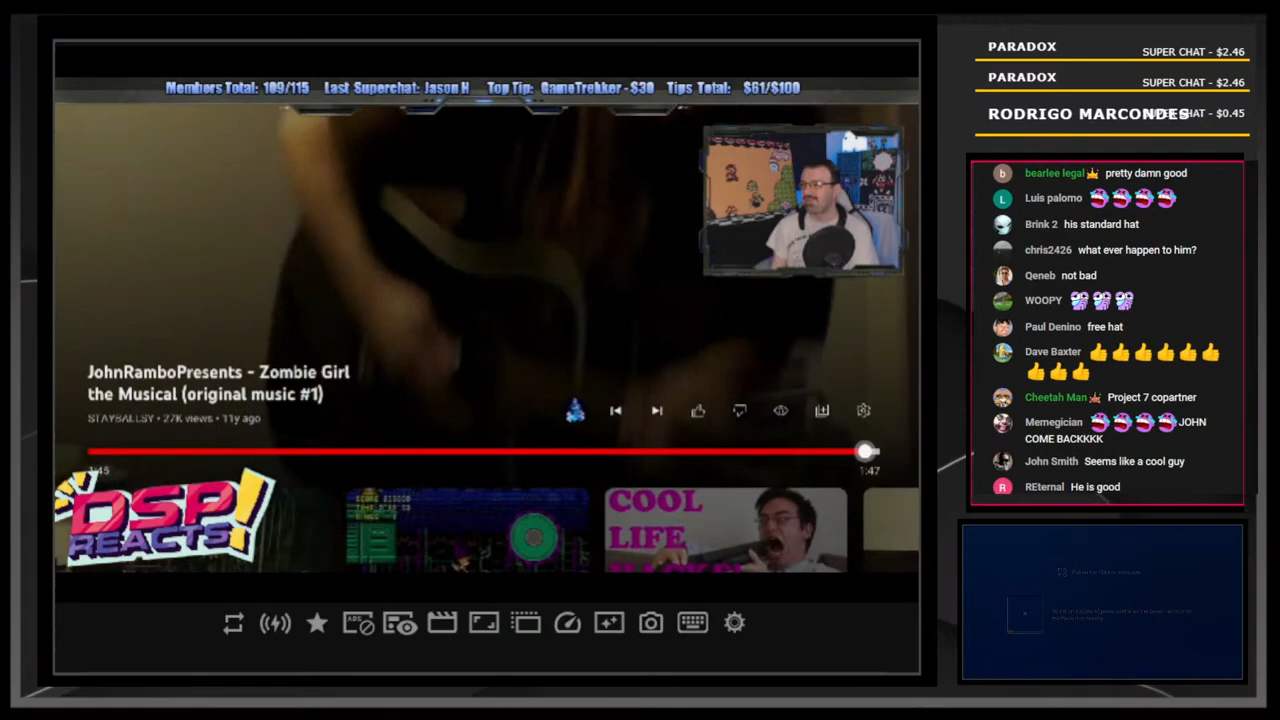 Members Total: 109/115 Last Superchat: Jason H Top Tip: GameTrekker - $30 Tips Total: $61/$100
JohnRamboPresents - Zombie Girl
the Musical (original music #1)
STAYBALLSY • 27K views • 11y ago
1:45
1:47
DSP
REACTS!
COOL
LIFE
ADS
PARADOX
SUPER CHAT - $2.46
PARADOX
SUPER CHAT - $2.46
RODRIGO MARCONDES
SUPER CHAT - $0.45
b bearlee legal pretty damn good
L Luis palomo
Brink 2 his standard hat
chris2426 what ever happen to him?
Qeneb not bad
WOOPY
Paul Denino free hat
Dave Baxter
Cheetah Man Project 7 copartner
Memegician JOHN
COME BACKKKK
John Smith Seems like a cool guy
R REternal He is good